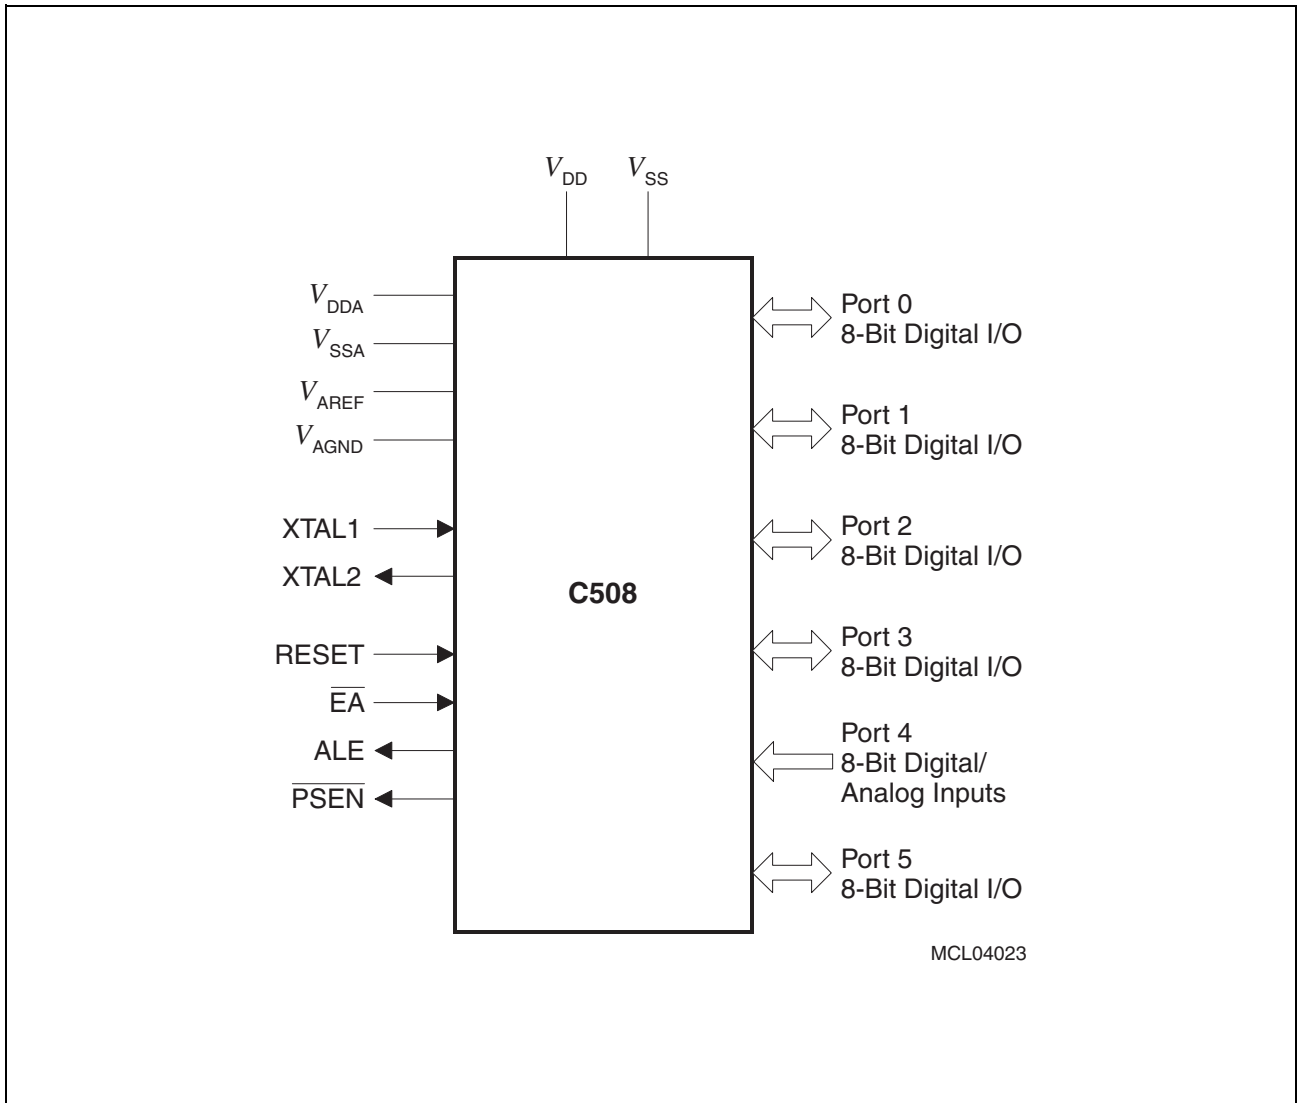 VDD VSS
VDDA
VSSA
VAREF
VAGND
XTAL1
XTAL2
RESET
E̅A̅
ALE
P̅S̅E̅N̅
C508
Port 0
8-Bit Digital I/O
Port 1
8-Bit Digital I/O
Port 2
8-Bit Digital I/O
Port 3
8-Bit Digital I/O
Port 4
8-Bit Digital/
Analog Inputs
Port 5
8-Bit Digital I/O
MCL04023